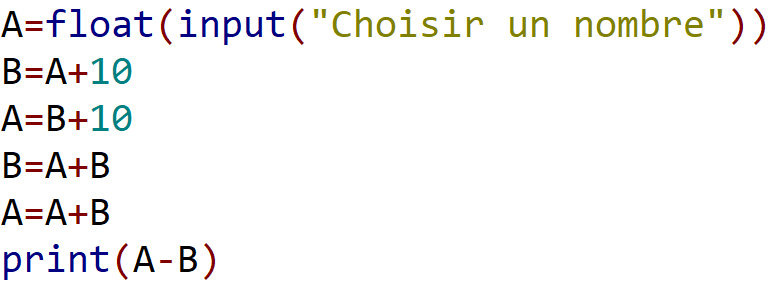 A=float(input("Choisir un nombre"))
B=A+10
A=B+10
B=A+B
A=A+B
print(A-B)